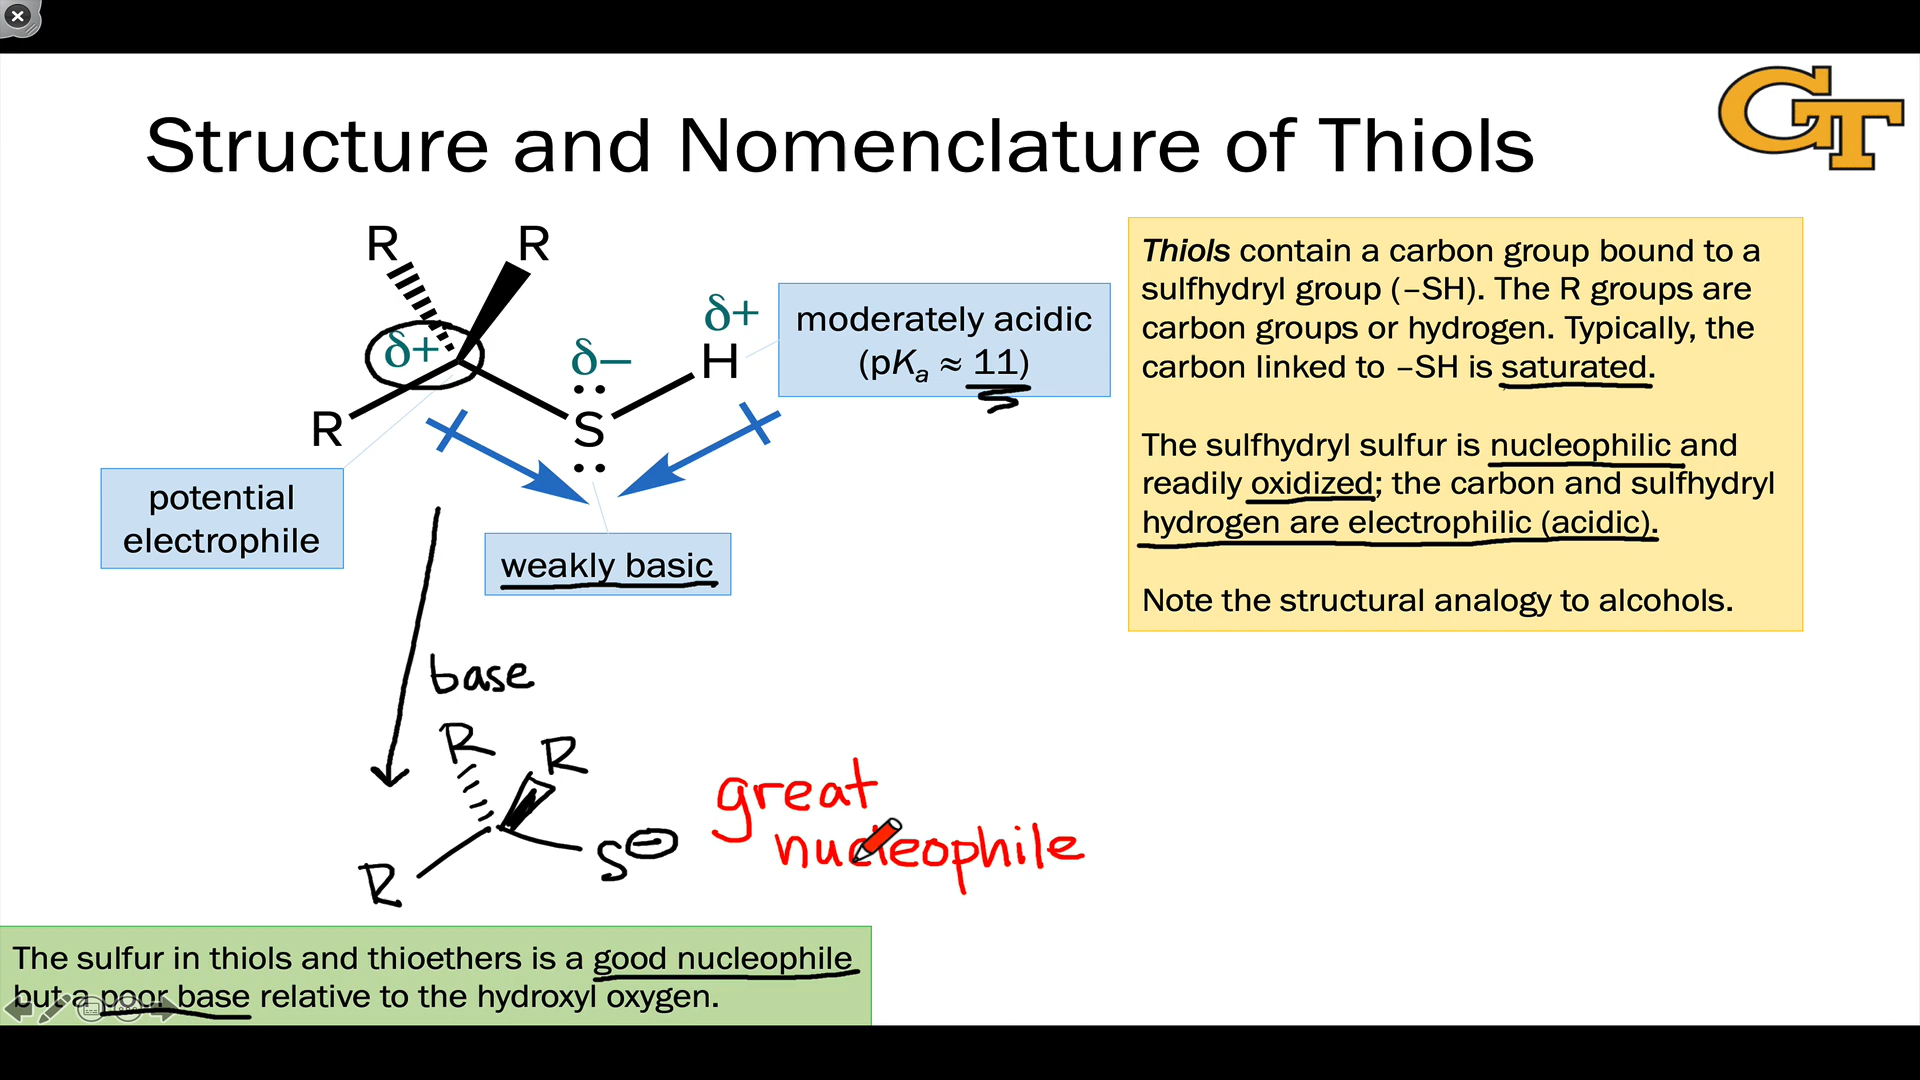 Structure and Nomenclature of Thiols
GT
R R
δ+
δ+
δ–
H
R
S
moderately acidic
(pKa ≈ 11)
potential
electrophile
weakly basic
Thiols contain a carbon group bound to a
sulfhydryl group (–SH). The R groups are
carbon groups or hydrogen. Typically, the
carbon linked to –SH is saturated.
The sulfhydryl sulfur is nucleophilic and
readily oxidized; the carbon and sulfhydryl
hydrogen are electrophilic (acidic).
Note the structural analogy to alcohols.
base
R R
R
S⊖
great
nucleophile
The sulfur in thiols and thioethers is a good nucleophile
but a poor base relative to the hydroxyl oxygen.